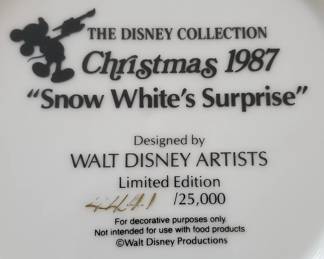 THE DISNEY COLLECTION
Christmas 1987
"Snow White's Surprise"
Designed by
WALT DISNEY ARTISTS
Limited Edition
/25,000
For decorative purposes only.
Not intended for use with food products
©Walt Disney Productions